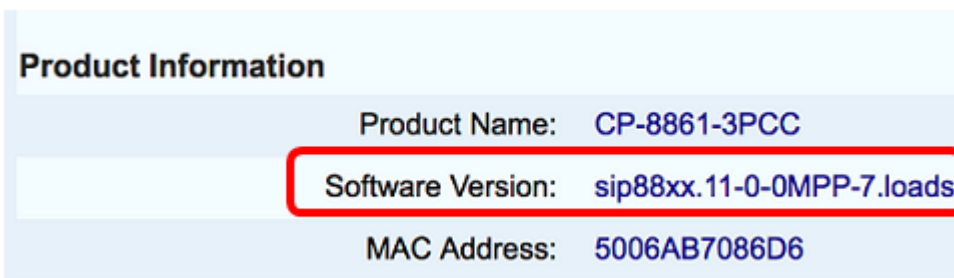 Product Information
Product Name: CP-8861-3PCC
Software Version: sip88xx.11-0-0MPP-7.loads
MAC Address: 5006AB7086D6